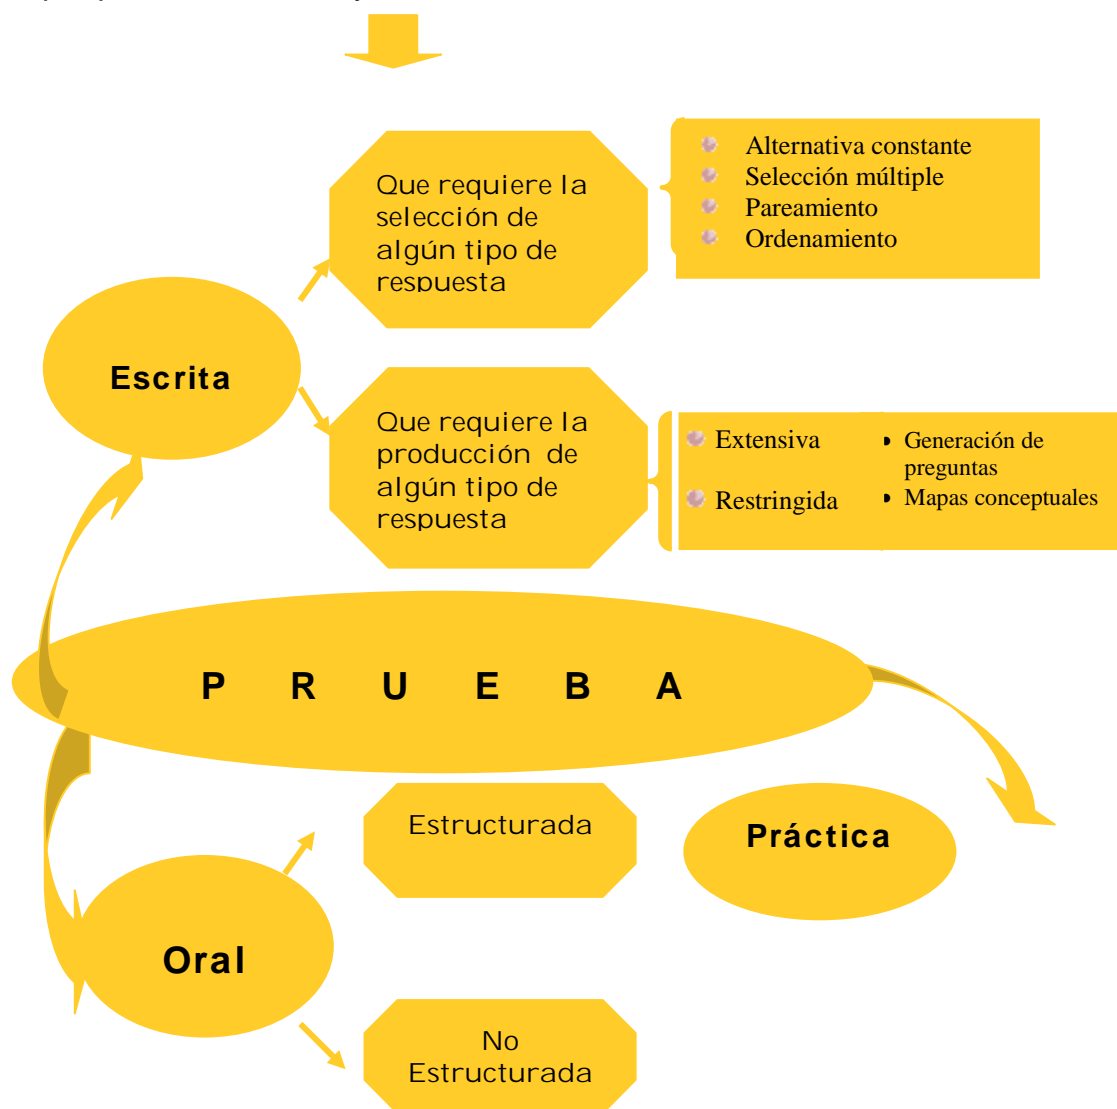 Que requiere la
selección de
algún tipo de
respuesta
Alternativa constante
Selección múltiple
Pareamiento
Ordenamiento
Escrita
Que requiere la
producción de
algún tipo de
respuesta
Extensiva
Restringida
Generación de
preguntas
Mapas conceptuales
P R U E B A
Estructurada
Práctica
Oral
No
Estructurada